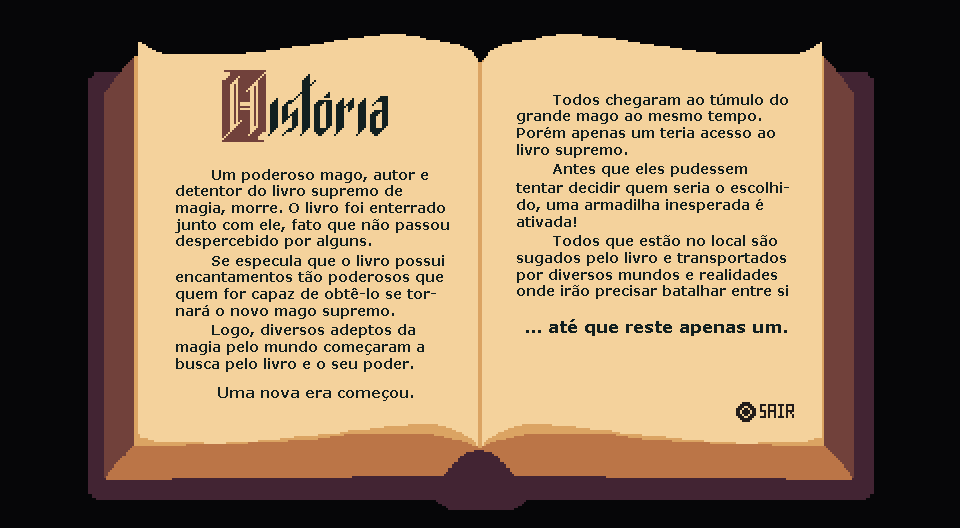 História
Um poderoso mago, autor e
detentor do livro supremo de
magia, morre. O livro foi enterrado
junto com ele, fato que não passou
despercebido por alguns.
Se especula que o livro possui
encantamentos tão poderosos que
quem for capaz de obtê-lo se tor-
nará o novo mago supremo.
Logo, diversos adeptos da
magia pelo mundo começaram a
busca pelo livro e o seu poder.
Uma nova era começou.
Todos chegaram ao túmulo do
grande mago ao mesmo tempo.
Porém apenas um teria acesso ao
livro supremo.
Antes que eles pudessem
tentar decidir quem seria o escolhi-
do, uma armadilha inesperada é
ativada!
Todos que estão no local são
sugados pelo livro e transportados
por diversos mundos e realidades
onde irão precisar batalhar entre si
... até que reste apenas um.
SAIR